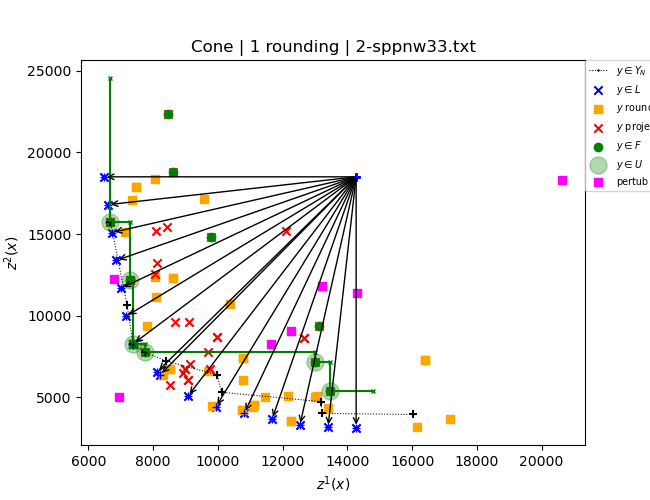 Cone | 1 rounding | 2-sppnw33.txt
25000
20000
15000
10000
5000
z²(x)
6000 8000 10000 12000 14000 16000 18000 20000
z¹(x)
y ∈ Y_N
y ∈ L
y roun
y proje
y ∈ F
y ∈ U
pertub